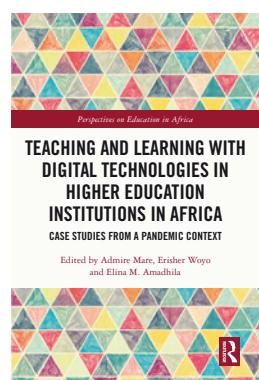 Perspectives on Education in Africa
TEACHING AND LEARNING WITH
DIGITAL TECHNOLOGIES IN
HIGHER EDUCATION
INSTITUTIONS IN AFRICA
CASE STUDIES FROM A PANDEMIC CONTEXT
Edited by Admire Mare, Erisher Woyo
and Elina M. Amadhila
ROUTLEDGE